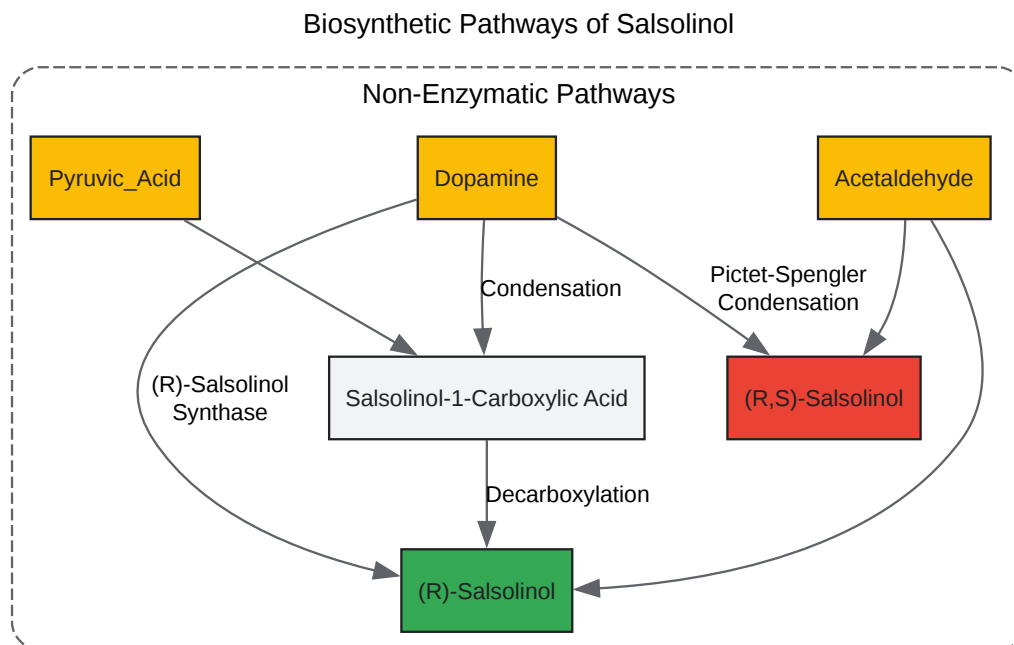 Biosynthetic Pathways of Salsolinol
Non-Enzymatic Pathways
Pyruvic_Acid
Dopamine
Acetaldehyde
Condensation
Pictet-Spengler
Condensation
(R)-Salsolinol
Synthase
Salsolinol-1-Carboxylic Acid
(R,S)-Salsolinol
Decarboxylation
(R)-Salsolinol